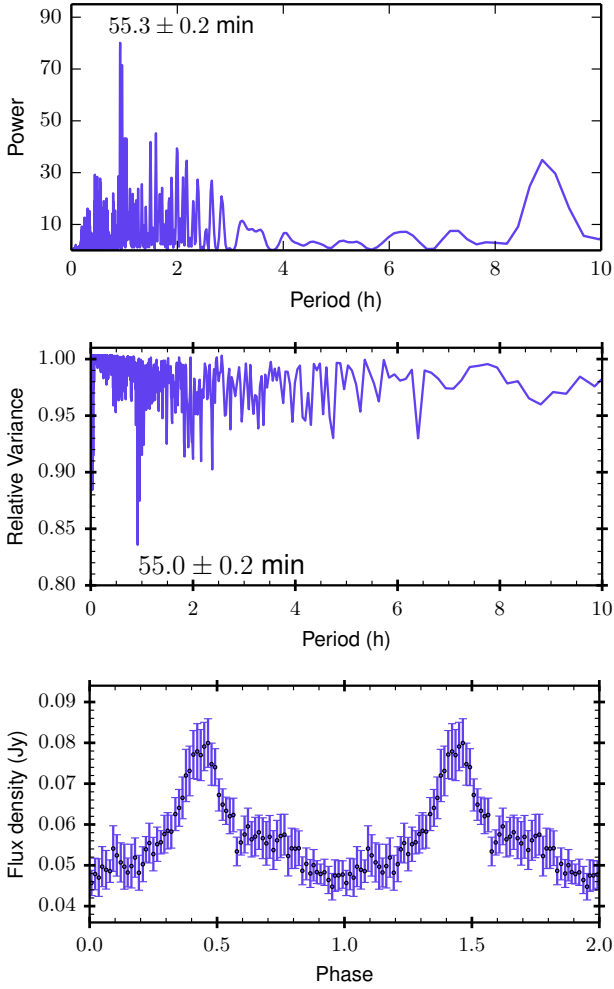 55.3 ± 0.2 min
90
70
50
30
10
Power
0 2 4 6 8 10
Period (h)
1.00
0.95
0.90
0.85
0.80
Relative Variance
55.0 ± 0.2 min
0 2 4 6 8 10
Period (h)
0.09
0.08
0.07
0.06
0.05
0.04
Flux density (Jy)
0.0 0.5 1.0 1.5 2.0
Phase